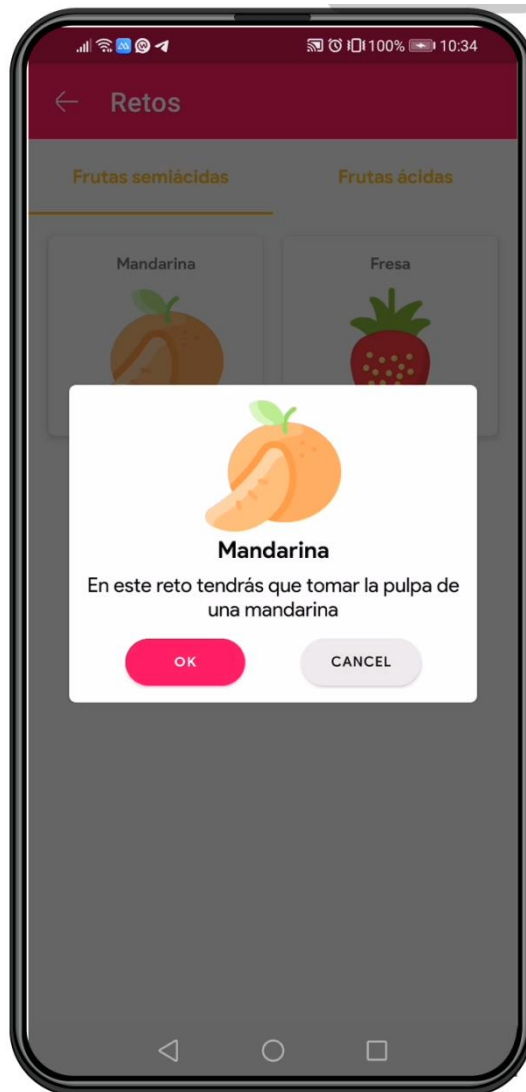 100% 10:34
Retos
Frutas semiácidas
Frutas ácidas
Mandarina
Fresa
Mandarina
En este reto tendrás que tomar la pulpa de
una mandarina
OK
CANCEL